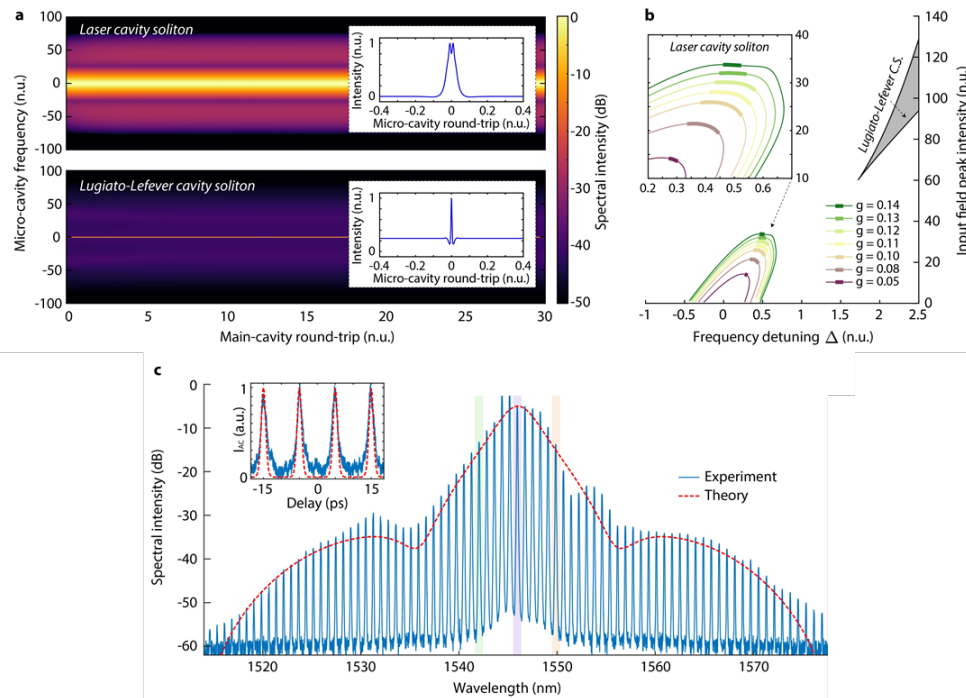 a
Laser cavity soliton
Lugiato-Lefever cavity soliton
Micro-cavity frequency (n.u.)
100
50
0
-50
-100
100
50
0
-50
-100
0
5
10
15
20
25
30
Main-cavity round-trip (n.u.)
Intensity (n.u.)
1
0
-0.4
-0.2
0
0.2
0.4
Micro-cavity round-trip (n.u.)
Intensity (n.u.)
1
0
-0.4
-0.2
0
0.2
0.4
Micro-cavity round-trip (n.u.)
0
-10
-20
-30
-40
-50
Spectral intensity (dB)
b
Laser cavity soliton
40
35
30
25
20
15
10
0.2
0.3
0.4
0.5
0.6
Lugiato-Lefever C.S.
140
120
100
80
60
40
20
0
Input field peak intensity (n.u.)
g = 0.14
g = 0.13
g = 0.12
g = 0.11
g = 0.10
g = 0.08
g = 0.05
-1
-0.5
0
0.5
1
1.5
2
2.5
Frequency detuning Δ (n.u.)
c
0
-10
-20
-30
-40
-50
-60
Spectral intensity (dB)
1
0
IAC (a.u.)
-15
0
15
Delay (ps)
Experiment
Theory
1520
1530
1540
1550
1560
1570
Wavelength (nm)